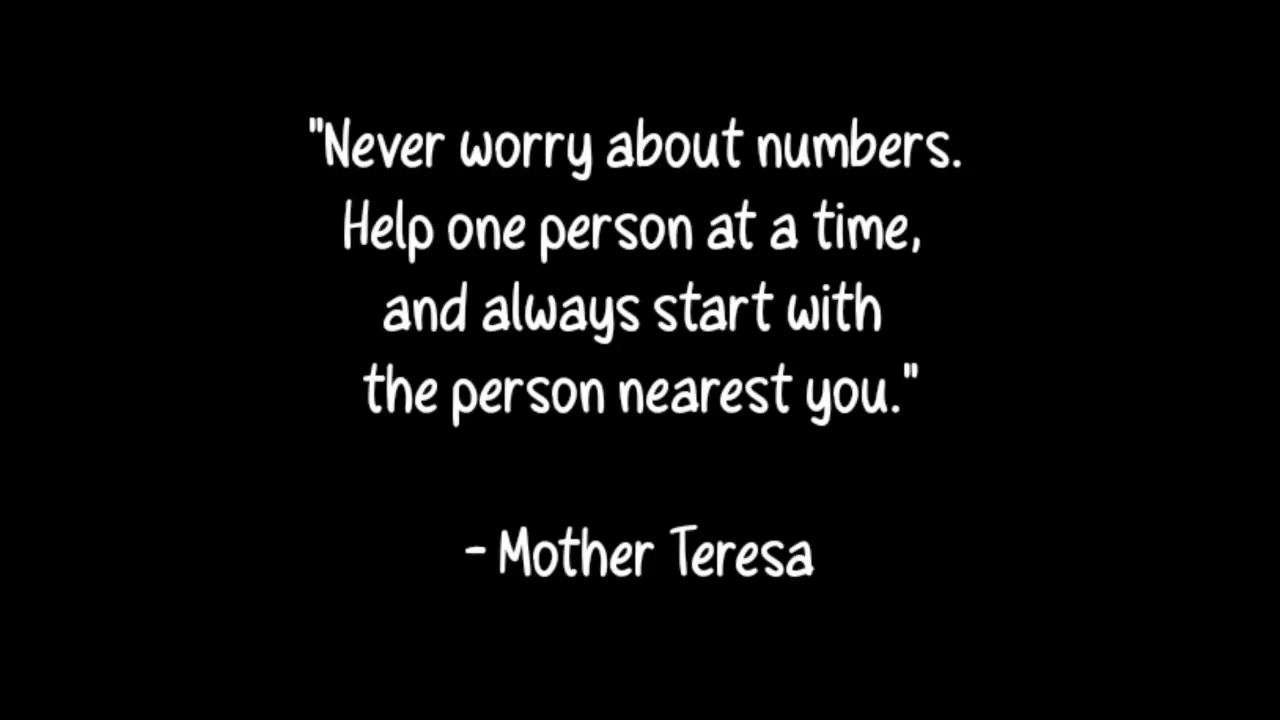 "Never worry about numbers.
Help one person at a time,
and always start with
the person nearest you."
- Mother Teresa